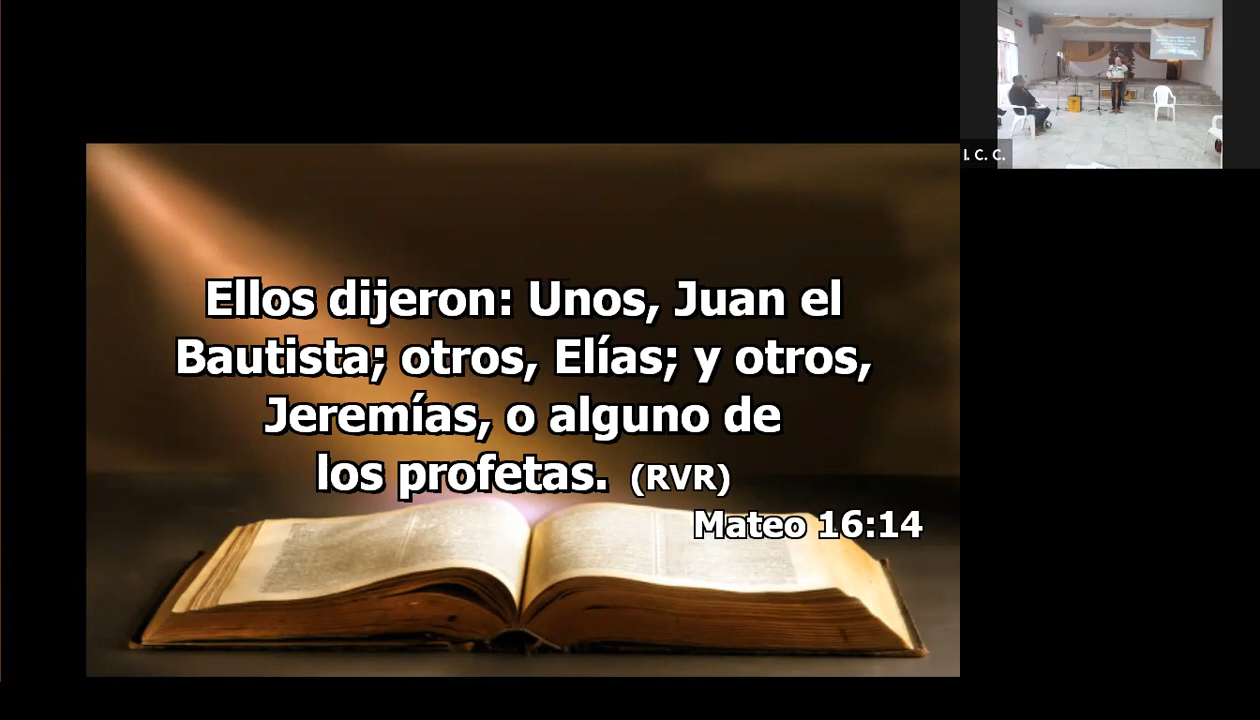 Ellos dijeron: Unos, Juan el
Bautista; otros, Elías; y otros,
Jeremías, o alguno de
los profetas. (RVR)
Mateo 16:14
I. C. C.